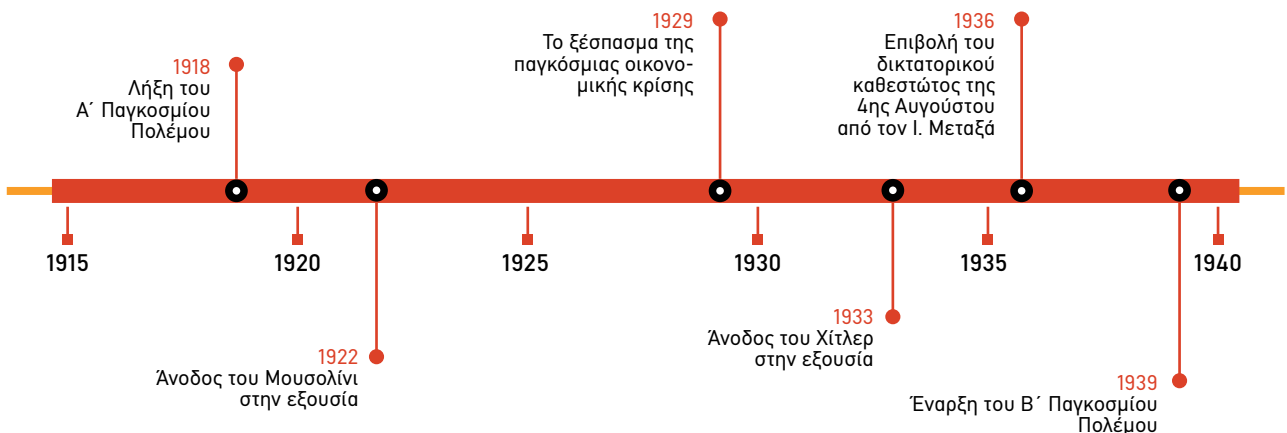 1918
Λήξη του
Α΄ Παγκοσμίου
Πολέμου
1929
Το ξέσπασμα της
παγκόσμιας οικονο-
μικής κρίσης
1936
Επιβολή του
δικτατορικού
καθεστώτος της
4ης Αυγούστου
από τον Ι. Μεταξά
1915
1920
1925
1930
1935
1940
1922
Άνοδος του Μουσολίνι
στην εξουσία
1933
Άνοδος του Χίτλερ
στην εξουσία
1939
Έναρξη του Β΄ Παγκοσμίου
Πολέμου